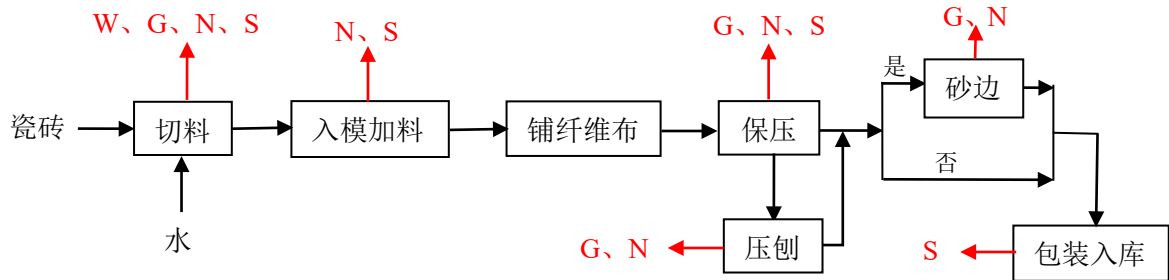 W、G、N、S
N、S
G、N、S
G、N
瓷砖
切料
入模加料
铺纤维布
保压
是
砂边
否
水
G、N
压刨
S
包装入库